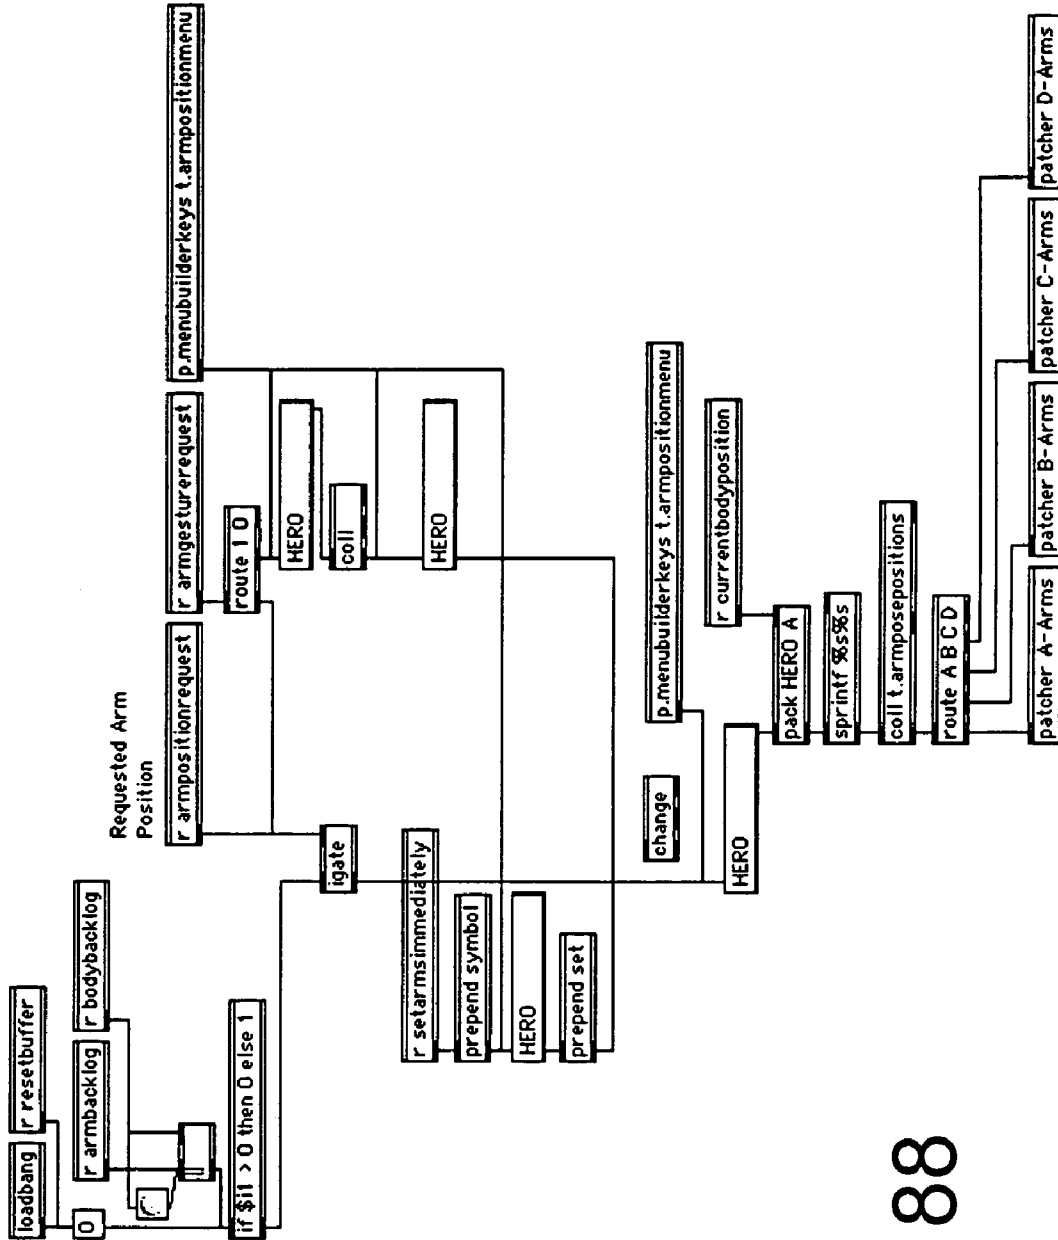 loadbang
r resetbuffer
0
r armbacklog
r bodybacklog
if $i1 > 0 then 0 else 1
Requested Arm
Position
r armpositionrequest
r armgesturerequest
p.menubuilderkeys t.armpositionmenu
route 1 0
igate
HERO
coll
r setarmsimmediately
prepend symbol
HERO
HERO
prepend set
change
p.menubuilderkeys t.armpositionmenu
HERO
r currentbodyposition
pack HERO A
sprintf %s%s
coll t.armposepositions
route A B C D
patcher A-Arms
patcher B-Arms
patcher C-Arms
patcher D-Arms
88